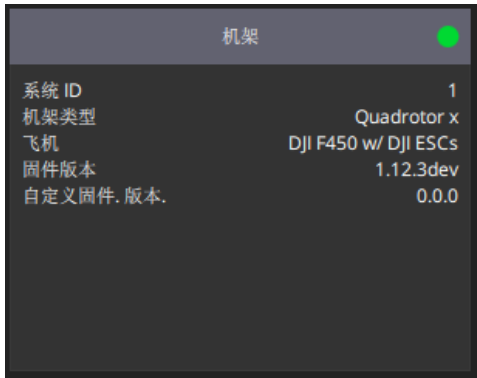 机架
系统 ID 1
机架类型 Quadrotor x
飞机 DJI F450 w/ DJI ESCs
固件版本 1.12.3dev
自定义固件. 版本. 0.0.0